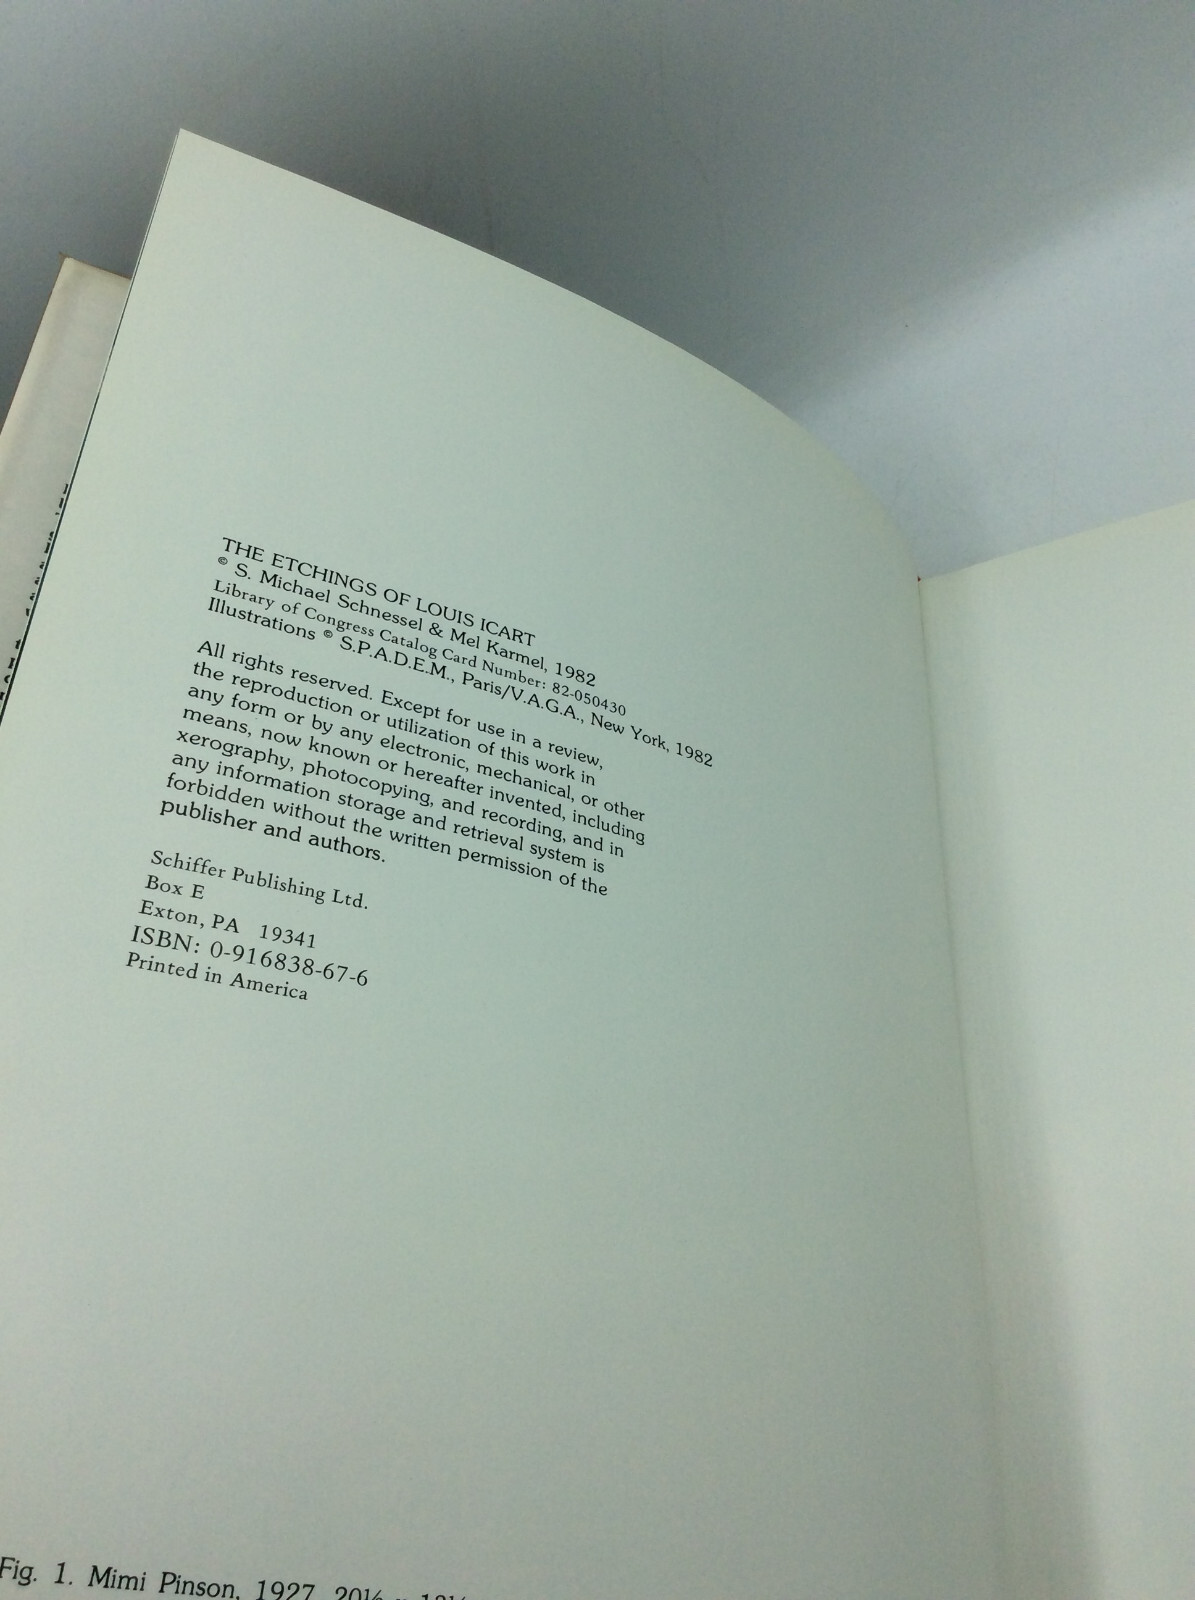 THE ETCHINGS OF LOUIS ICART
© S. Michael Schnessel & Mel Karmel, 1982
Library of Congress Catalog Card Number: 82-050430
Illustrations © S.P.A.D.E.M., Paris/V.A.G.A., New York, 1982
All rights reserved. Except for use in a review,
the reproduction or utilization of this work in
any form or by any electronic, mechanical, or other
means, now known or hereafter invented, including
xerography, photocopying, and recording, and in
any information storage and retrieval system is
forbidden without the written permission of the
publisher and authors.
Schiffer Publishing Ltd.
Box E
Exton, PA 19341
ISBN: 0-916838-67-6
Printed in America
Fig. 1. Mimi Pinson, 1927,